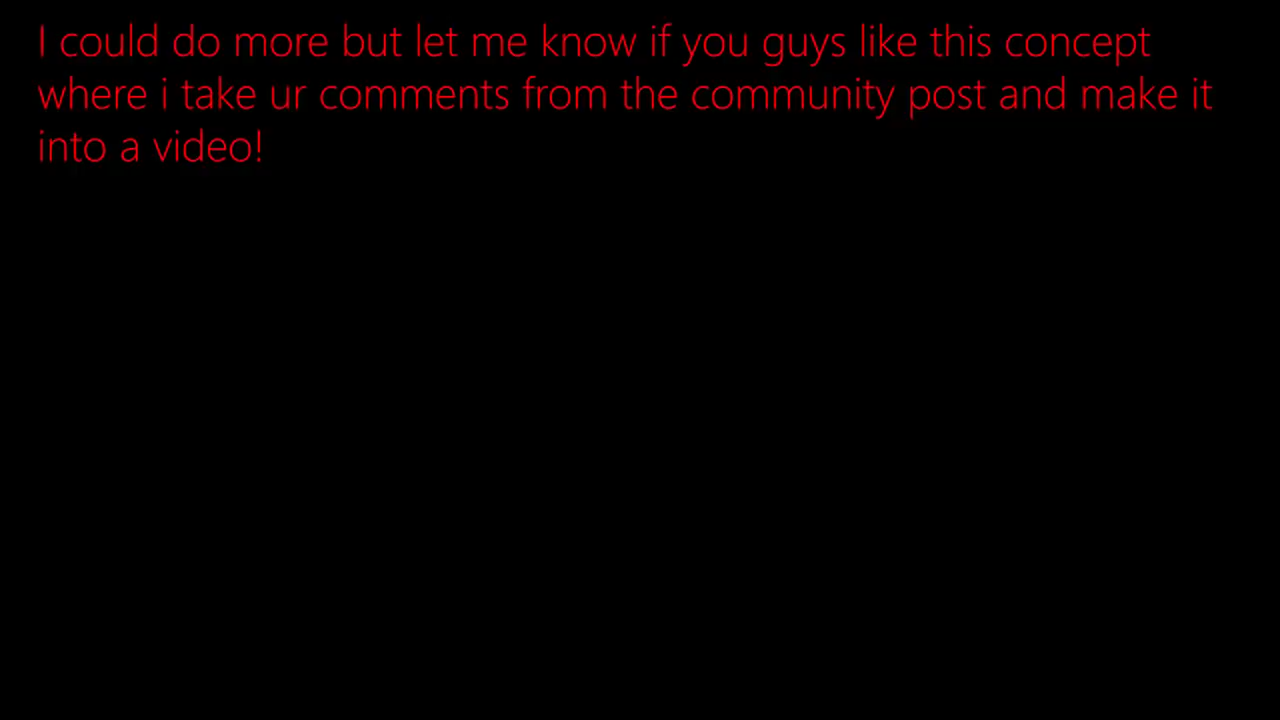 I could do more but let me know if you guys like this concept
where i take ur comments from the community post and make it
into a video!